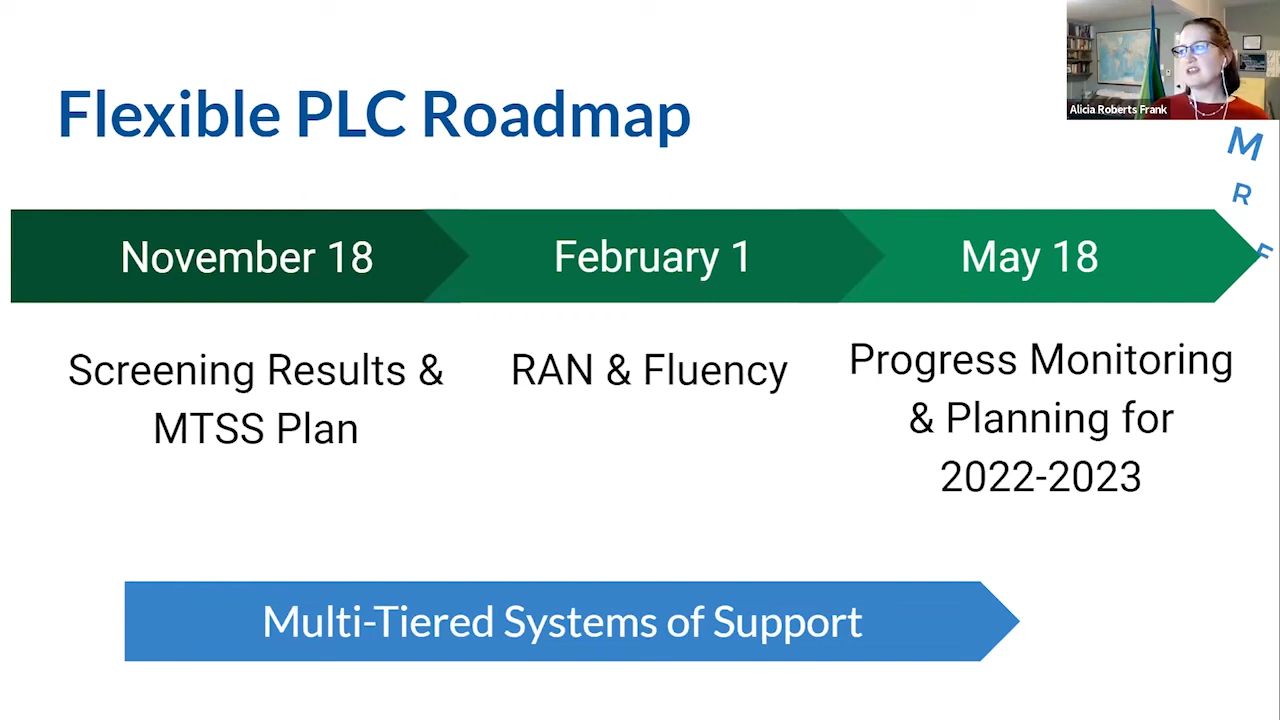 Flexible PLC Roadmap
Alicia Roberts Frank
M
R
F
November 18
February 1
May 18
Screening Results &
MTSS Plan
RAN & Fluency
Progress Monitoring
& Planning for
2022-2023
Multi-Tiered Systems of Support